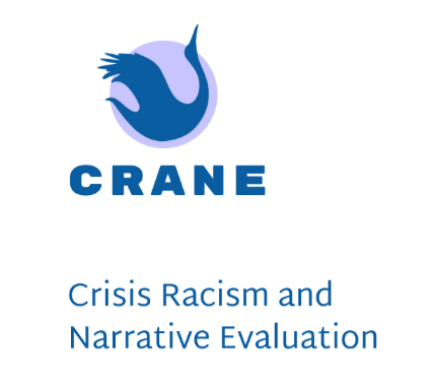 CRANE
Crisis Racism and
Narrative Evaluation